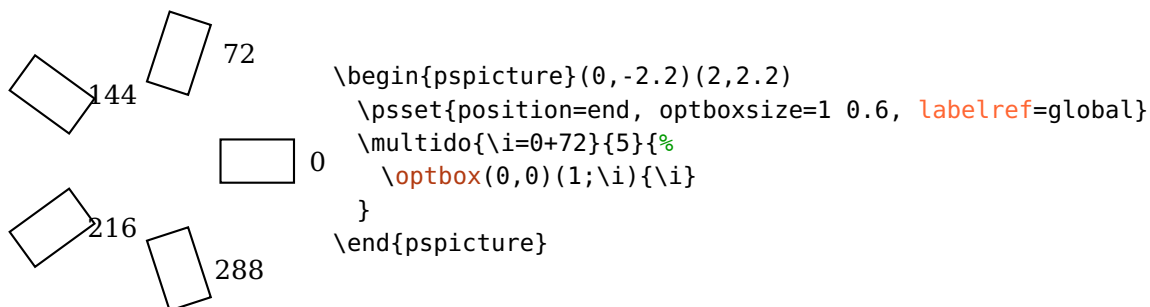 72
144
0
216
288
\begin{pspicture}(0,-2.2)(2,2.2)
  \psset{position=end, optboxsize=1 0.6, labelref=global}
  \multido{\i=0+72}{5}{%
    \optbox(0,0)(1;\i){\i}
  }
\end{pspicture}